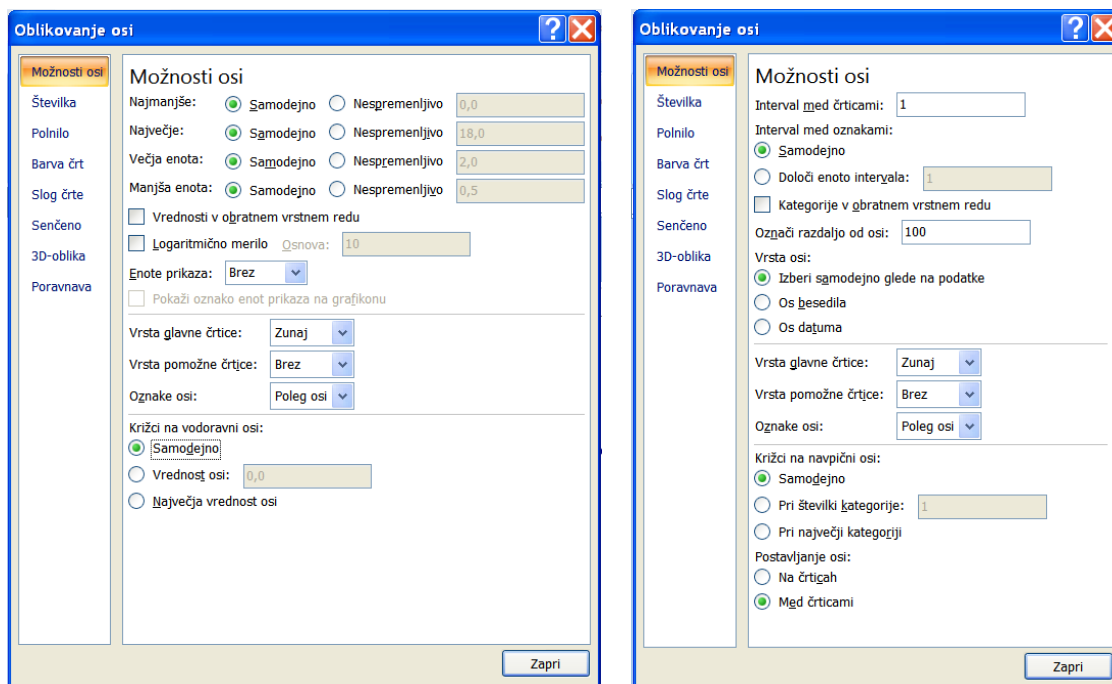 Oblikovanje osi
Možnosti osi
Številka
Polnilo
Barva črt
Slog črte
Senčeno
3D-oblika
Poravnava
Možnosti osi
Najmanjše: Samodejno Nespremenljivo 0,0
Največje: Samodejno Nespremenljivo 18,0
Večja enota: Samodejno Nespremenljivo 2,0
Manjša enota: Samodejno Nespremenljivo 0,5
Vrednosti v obratnem vrstnem redu
Logaritmično merilo Osnova: 10
Enote prikaza: Brez
Pokaži oznako enot prikaza na grafikonu
Vrsta glavne črtice: Zunaj
Vrsta pomožne črtice: Brez
Oznake osi: Poleg osi
Križci na vodoravni osi:
Samodejno
Vrednost osi: 0,0
Največja vrednost osi
Zapri
Oblikovanje osi
Možnosti osi
Številka
Polnilo
Barva črt
Slog črte
Senčeno
3D-oblika
Poravnava
Možnosti osi
Interval med črticami: 1
Interval med oznakami:
Samodejno
Določi enoto intervala: 1
Kategorije v obratnem vrstnem redu
Označi razdaljo od osi: 100
Vrsta osi:
Izberi samodejno glede na podatke
Os besedila
Os datuma
Vrsta glavne črtice: Zunaj
Vrsta pomožne črtice: Brez
Oznake osi: Poleg osi
Križci na navpični osi:
Samodejno
Pri številki kategorije: 1
Pri največji kategoriji
Postavljanje osi:
Na črticah
Med črticami
Zapri